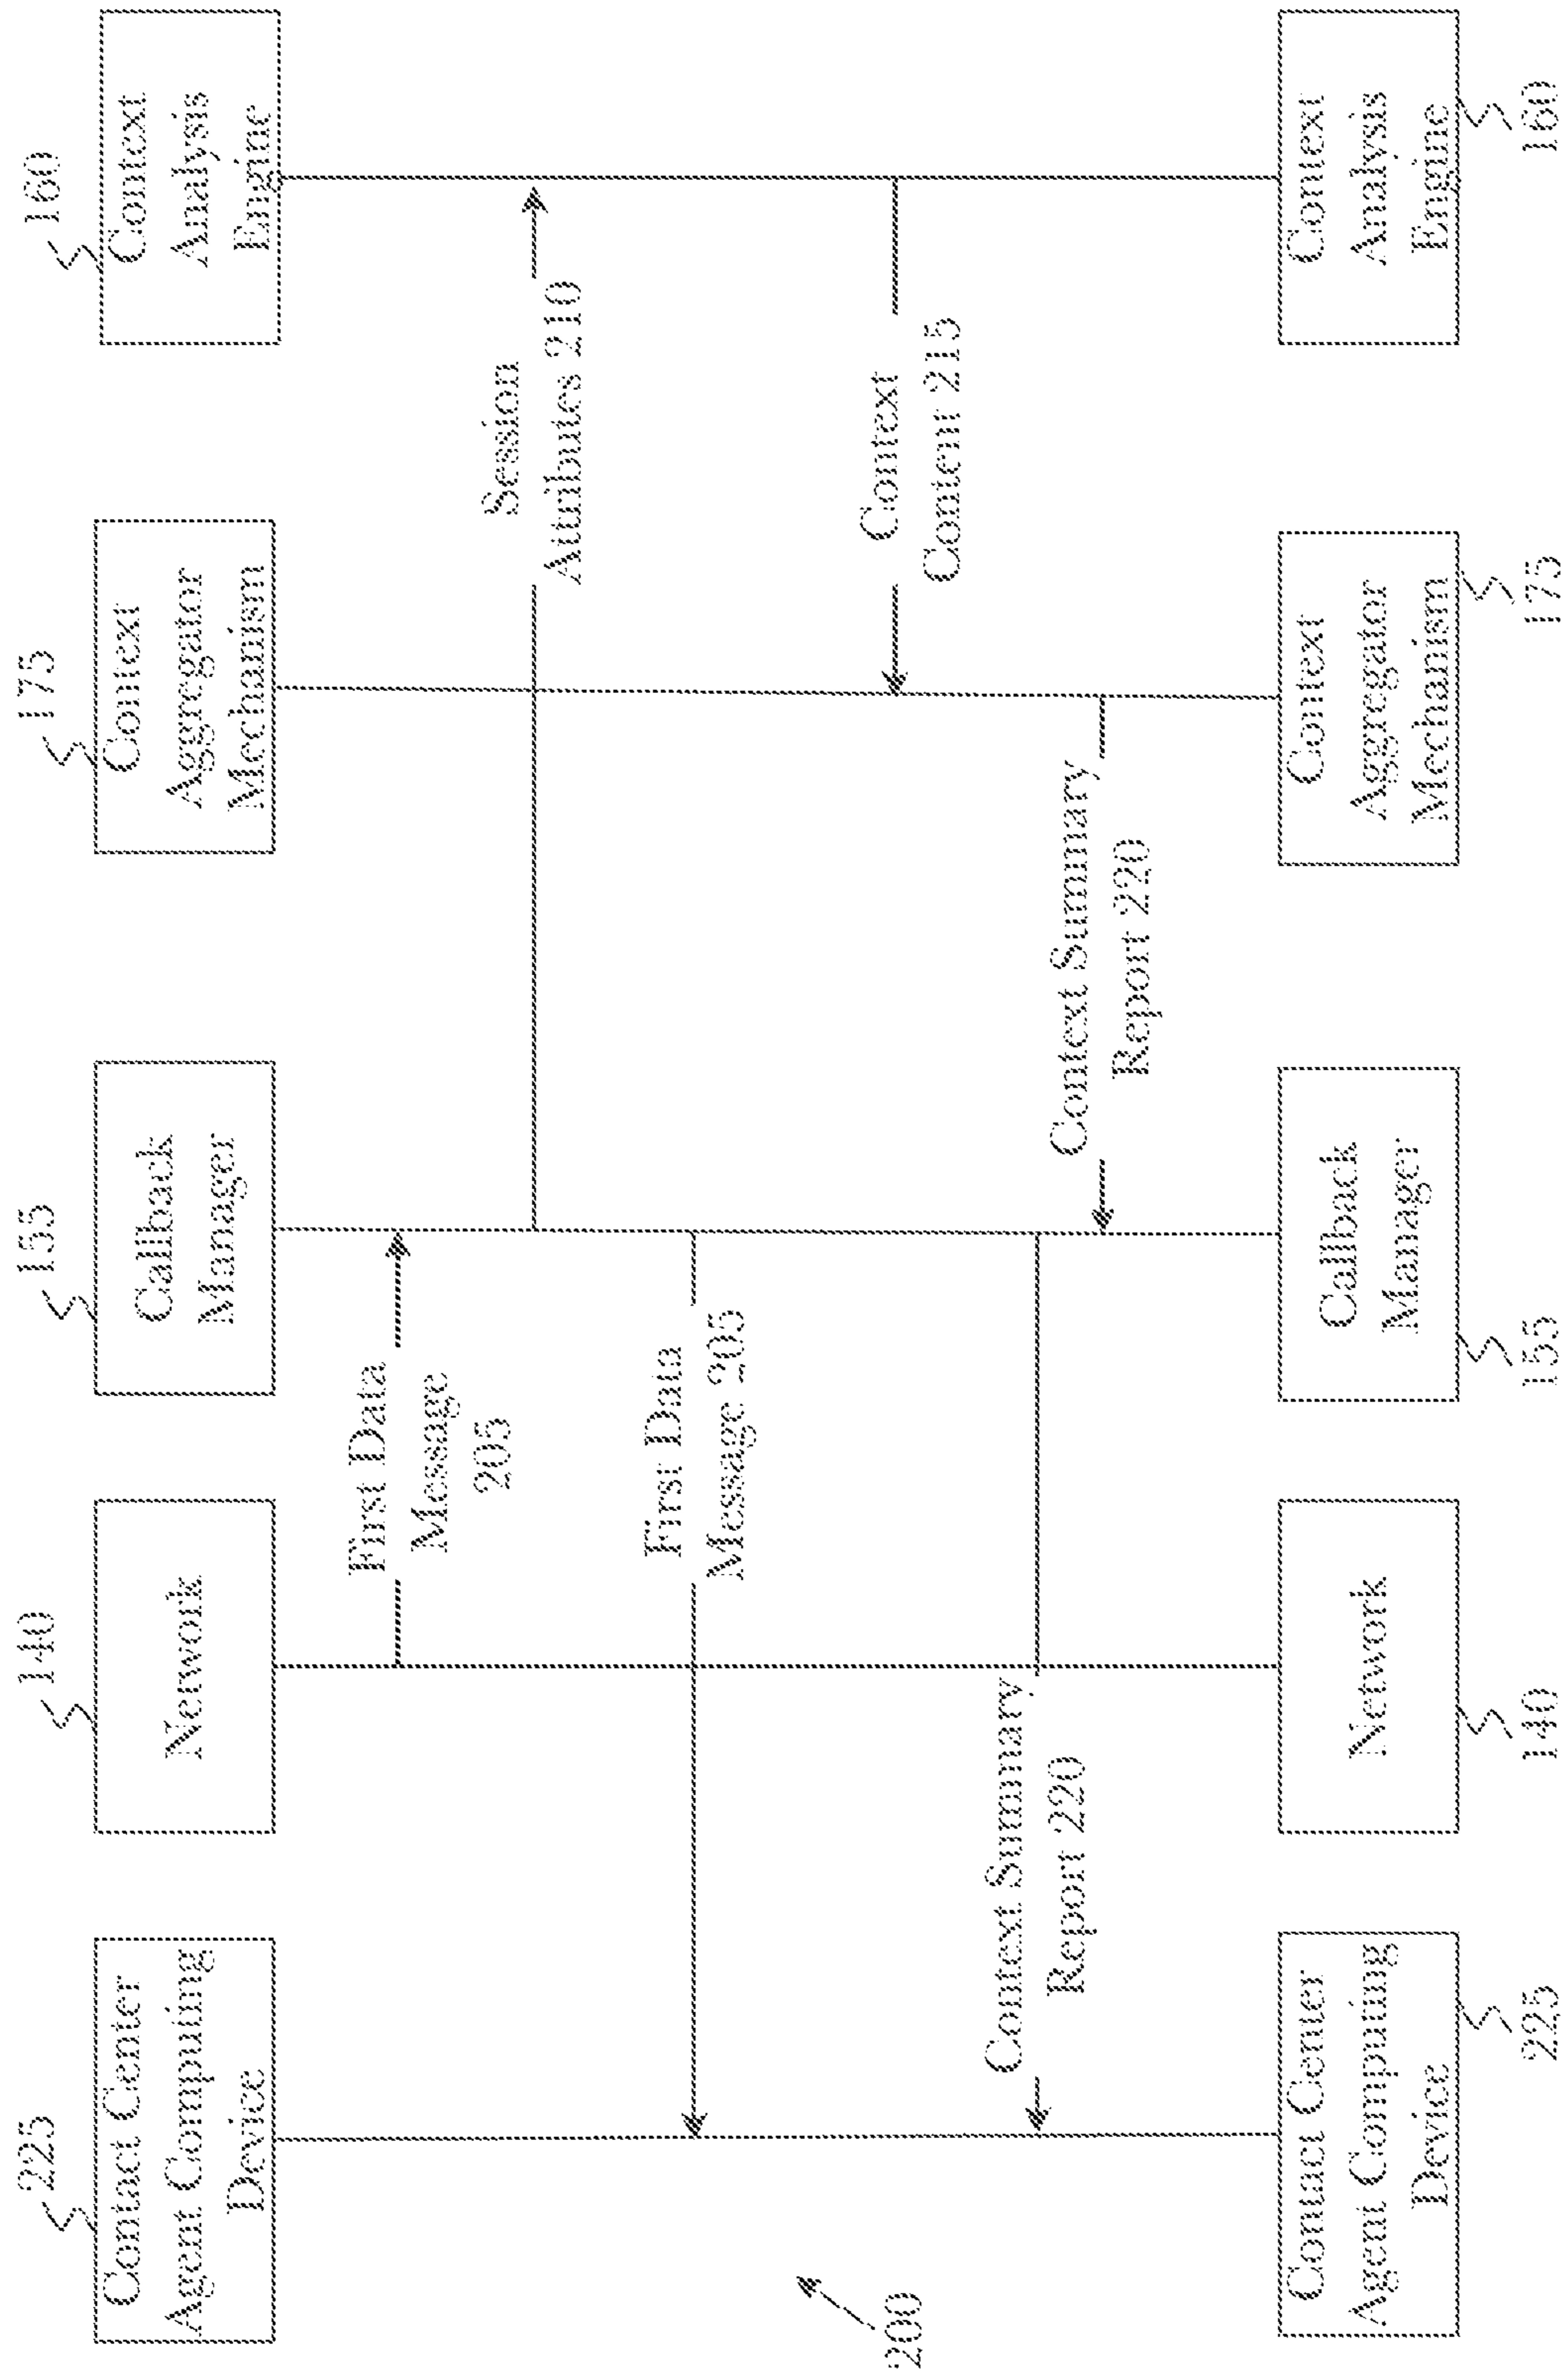 225
140
155
175
160
Contact Center
Agent Computing
Device
Network
Callback
Manager
Context
Aggregator
Mechanism
Context
Analysis
Engine
First Data
Message
205
Session
Attributes 210
First Data
Message 205
Context
Content 215
Context Summary
Report 220
Context Summary
Report 220
200
Contact Center
Agent Computing
Device
Network
Callback
Manager
Context
Aggregator
Mechanism
Context
Analysis
Engine
225
140
155
175
160